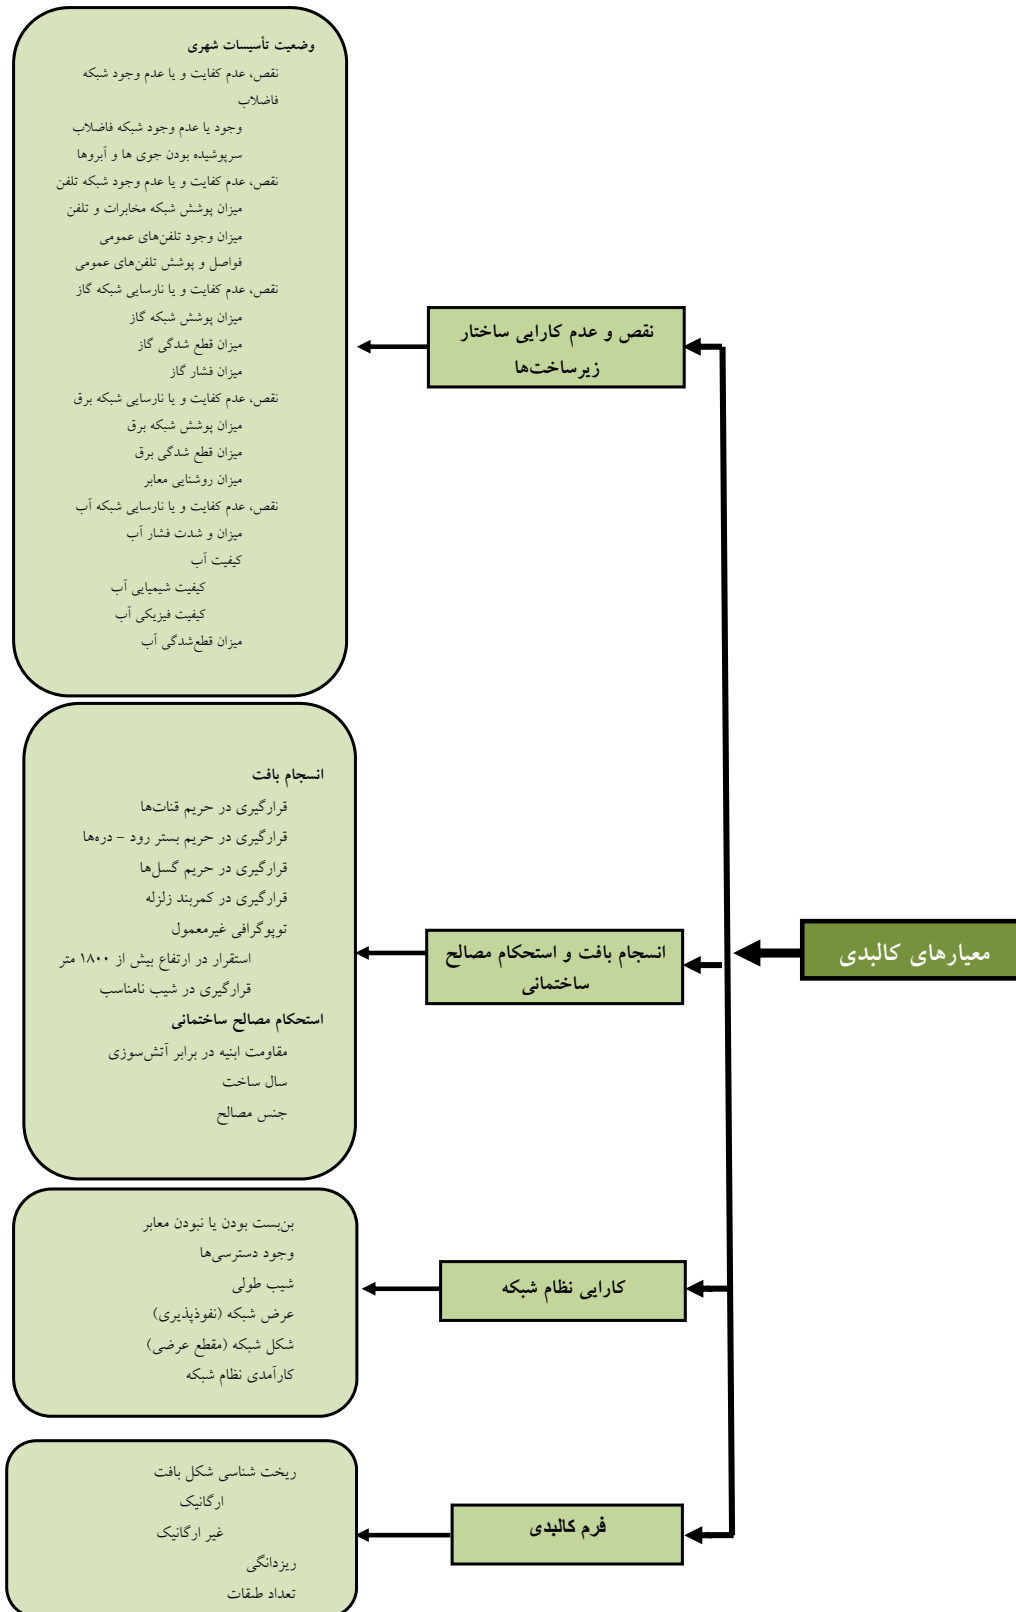 معیارهای کالبدی
نقص و عدم کارایی ساختار
زیرساخت‌ها
وضعیت تأسیسات شهری
نقص، عدم کفایت و یا عدم وجود شبکه
فاضلاب
وجود یا عدم وجود شبکه فاضلاب
سرپوشیده بودن جوی ها و آبروها
نقص، عدم کفایت و یا عدم وجود شبکه تلفن
میزان پوشش شبکه مخابرات و تلفن
میزان وجود تلفن‌های عمومی
فواصل و پوشش تلفن‌های عمومی
نقص، عدم کفایت و یا نارسایی شبکه گاز
میزان پوشش شبکه گاز
میزان قطع شدگی گاز
میزان فشار گاز
نقص، عدم کفایت و یا نارسایی شبکه برق
میزان پوشش شبکه برق
میزان قطع شدگی برق
میزان روشنایی معابر
نقص، عدم کفایت و یا نارسایی شبکه آب
میزان و شدت فشار آب
کیفیت آب
کیفیت شیمیایی آب
کیفیت فیزیکی آب
میزان قطع‌شدگی آب
انسجام بافت و استحکام مصالح
ساختمانی
انسجام بافت
قرارگیری در حریم قنات‌ها
قرارگیری در حریم بستر رود – دره‌ها
قرارگیری در حریم گسل‌ها
قرارگیری در کمربند زلزله
توپوگرافی غیرمعمول
استقرار در ارتفاع بیش از ۱۸۰۰ متر
قرارگیری در شیب نامناسب
استحکام مصالح ساختمانی
مقاومت ابنیه در برابر آتش‌سوزی
سال ساخت
جنس مصالح
کارایی نظام شبکه
بن‌بست بودن یا نبودن معابر
وجود دسترسی‌ها
شیب طولی
عرض شبکه (نفوذپذیری)
شکل شبکه (مقطع عرضی)
کارآمدی نظام شبکه
فرم کالبدی
ریخت شناسی شکل بافت
ارگانیک
غیر ارگانیک
ریزدانگی
تعداد طبقات